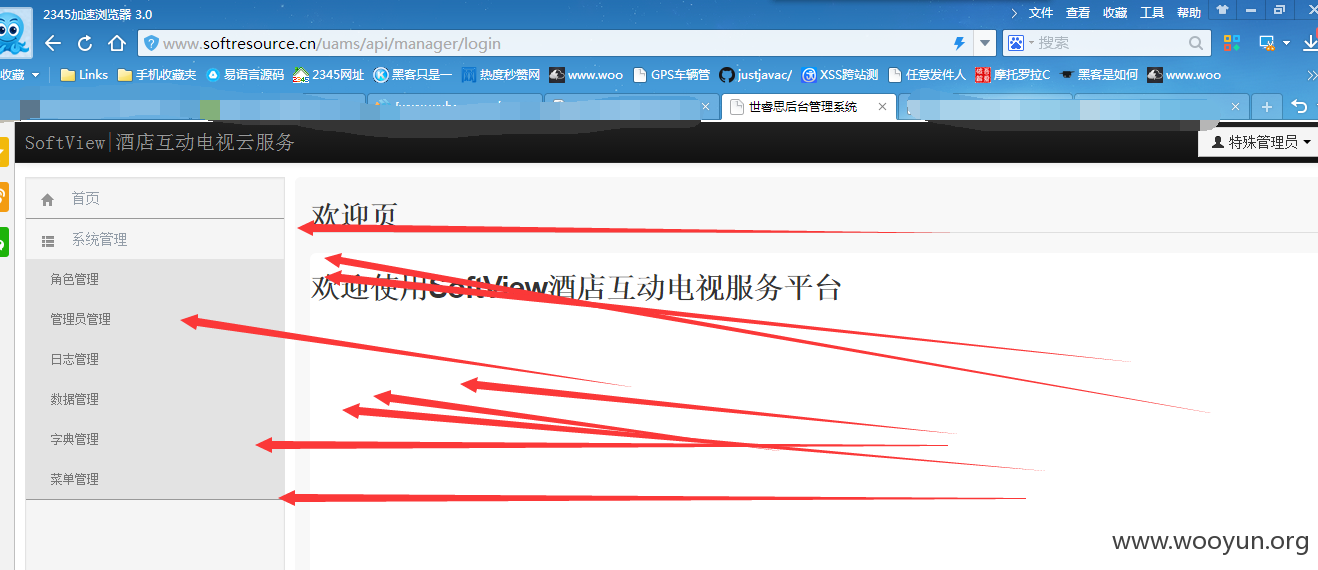 2345加速浏览器 3.0
文件 查看 收藏 工具 帮助
www.softresource.cn/uams/api/manager/login
搜索
收藏 Links 手机收藏夹 易语言源码 2345网址 黑客只是一 热度秒赞网 www.woo GPS车辆管 justjavac/ XSS跨站测 任意发件人 摩托罗拉C 黑客是如何 www.woo
世睿思后台管理系统
SoftView|酒店互动电视云服务
特殊管理员
首页
系统管理
角色管理
管理员管理
日志管理
数据管理
字典管理
菜单管理
欢迎页
欢迎使用SoftView酒店互动电视服务平台
www.wooyun.org